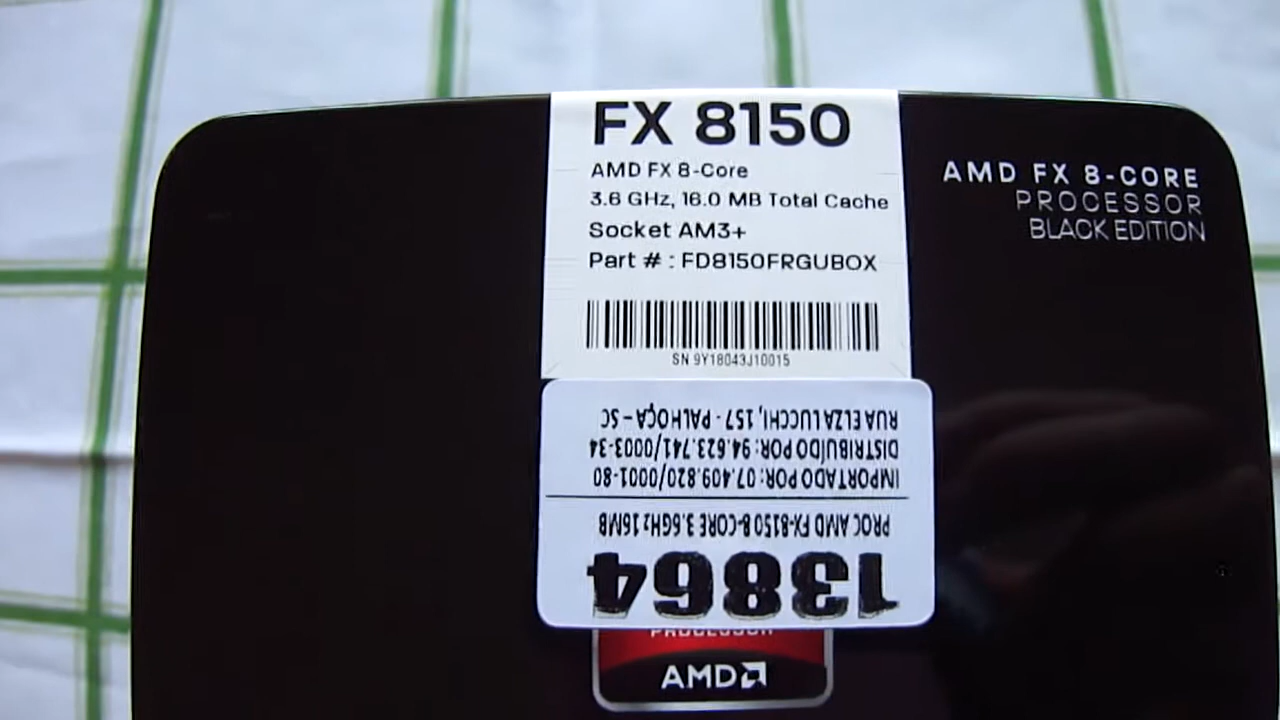 FX 8150
AMD FX 8-Core
3.6 GHz, 16.0 MB Total Cache
Socket AM3+
Part # : FD8150FRGUBOX
SN 9Y18043J10015
AMD FX 8-CORE
PROCESSOR
BLACK EDITION
13864
PROC AMD FX-8150 8-CORE 3.6GHz 16MB
IMPORTADO POR: 07.409.820/0001-80
DISTRIBUÍDO POR: 94.623.741/0003-34
RUA ELZA LUCCHI, 157 - PALHOÇA – SC
PROCESSOR
AMD